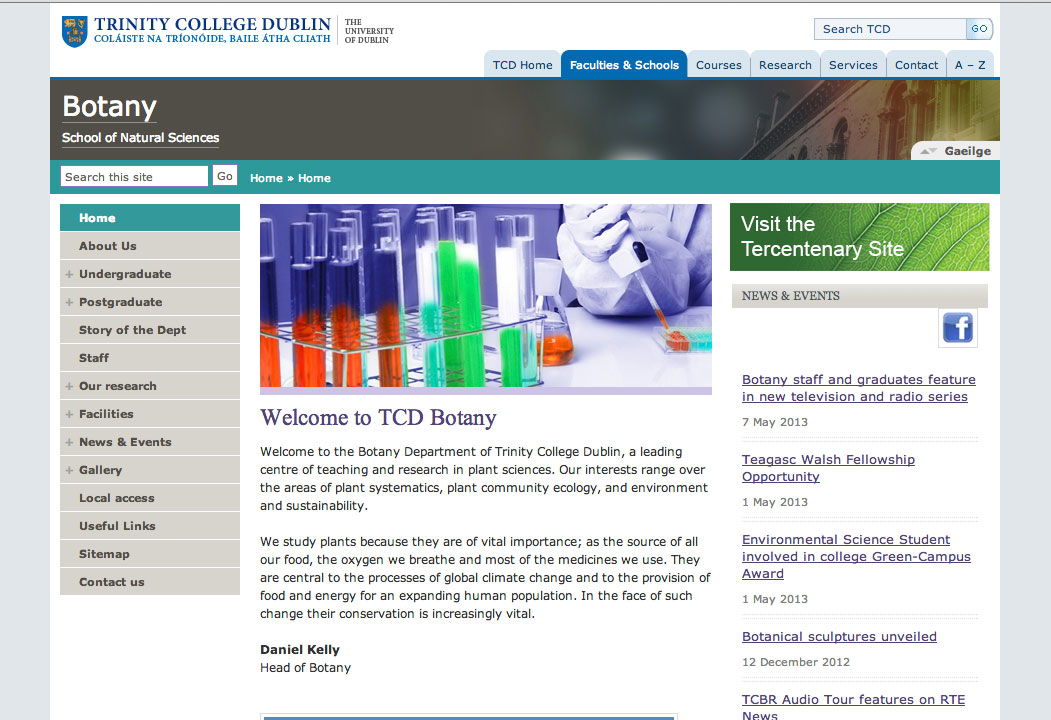 TRINITY COLLEGE DUBLIN
COLÁISTE NA TRÍONÓIDE, BAILE ÁTHA CLIATH
THE
UNIVERSITY
OF DUBLIN
Search TCD
GO
TCD Home
Faculties & Schools
Courses
Research
Services
Contact
A – Z
Botany
School of Natural Sciences
Gaeilge
Search this site
Go
Home » Home
Home
About Us
+ Undergraduate
+ Postgraduate
Story of the Dept
Staff
+ Our research
+ Facilities
+ News & Events
+ Gallery
Local access
Useful Links
Sitemap
Contact us
Welcome to TCD Botany
Welcome to the Botany Department of Trinity College Dublin, a leading
centre of teaching and research in plant sciences. Our interests range over
the areas of plant systematics, plant community ecology, and environment
and sustainability.
We study plants because they are of vital importance; as the source of all
our food, the oxygen we breathe and most of the medicines we use. They
are central to the processes of global climate change and to the provision of
food and energy for an expanding human population. In the face of such
change their conservation is increasingly vital.
Daniel Kelly
Head of Botany
Visit the
Tercentenary Site
NEWS & EVENTS
f
Botany staff and graduates feature
in new television and radio series
7 May 2013
Teagasc Walsh Fellowship
Opportunity
1 May 2013
Environmental Science Student
involved in college Green-Campus
Award
1 May 2013
Botanical sculptures unveiled
12 December 2012
TCBR Audio Tour features on RTE
News